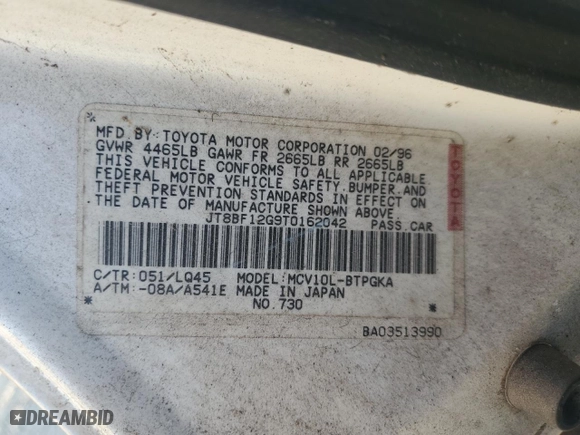 MFD.BY:TOYOTA MOTOR CORPORATION 02/96
GVWR 4465LB GAWR FR 2665LB RR 2665LB
THIS VEHICLE CONFORMS TO ALL APPLICABLE
FEDERAL MOTOR VEHICLE SAFETY,BUMPER,AND
THEFT PREVENTION STANDARDS IN EFFECT ON
THE DATE OF MANUFACTURE SHOWN ABOVE.
JT8BF12G9T0162042 PASS.CAR
TOYOTA
C/TR:051/LQ45 MODEL:MCV10L-BTPGKA
A/TM:-08A/A541E MADE IN JAPAN
NO.730
BA03513990
DREAMBID